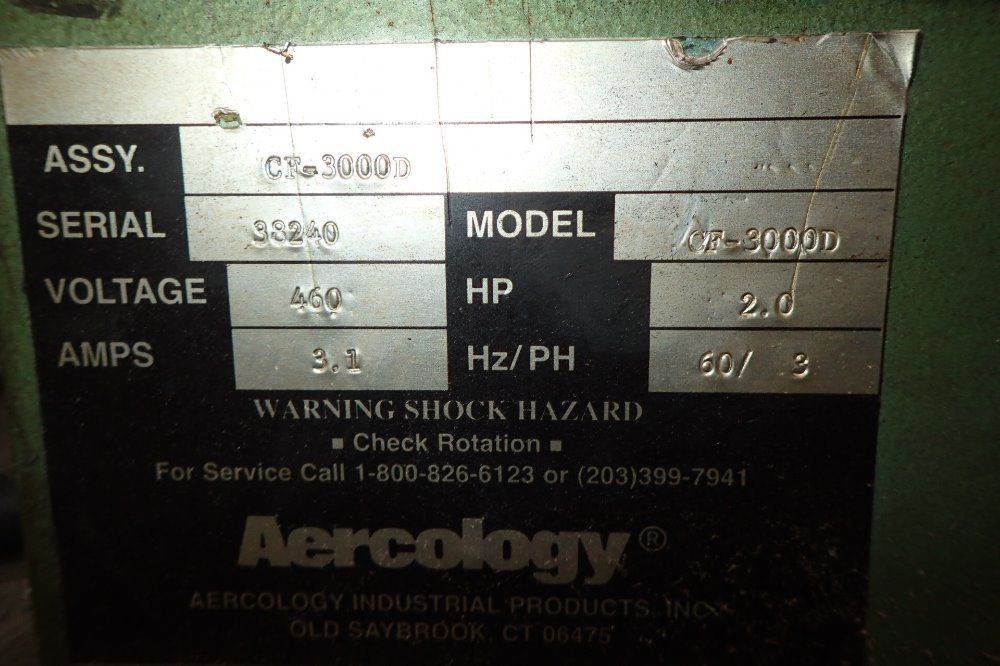 ASSY. CF-3000D
SERIAL 38240 MODEL CF-3000D
VOLTAGE 460 HP 2.0
AMPS 3.1 Hz/PH 60/ 3
WARNING SHOCK HAZARD
▪ Check Rotation ▪
For Service Call 1-800-826-6123 or (203)399-7941
Aercology®
AERCOLOGY INDUSTRIAL PRODUCTS, INC.
OLD SAYBROOK, CT 06475